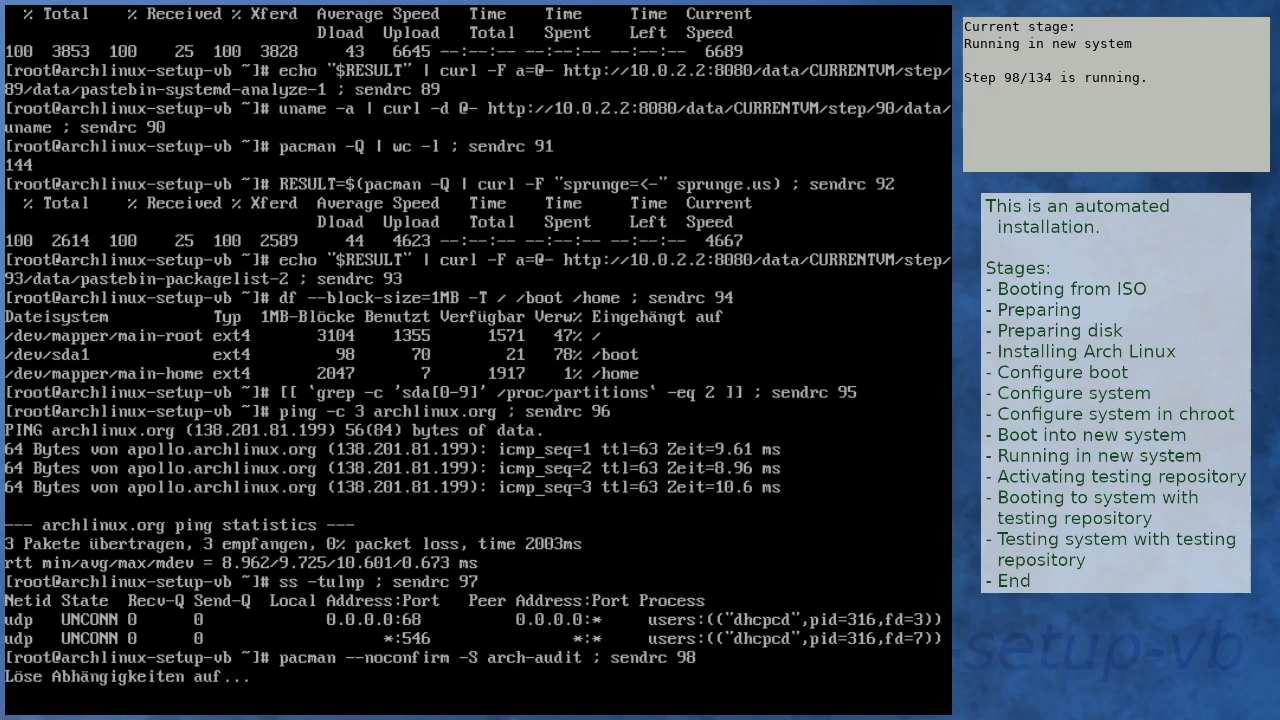 % Total    % Received % Xferd  Average Speed   Time    Time     Time  Current
                                 Dload  Upload   Total   Spent    Left  Speed
100  3853  100    25  100  3828     43   6645 --:--:-- --:--:-- --:--:--  6689
[root@archlinux-setup-vb ~]# echo "$RESULT" | curl -F a=@- http://10.0.2.2:8080/data/CURRENTVM/step/
89/data/pastebin-systemd-analyze-1 ; sendrc 89
[root@archlinux-setup-vb ~]# uname -a | curl -d @- http://10.0.2.2:8080/data/CURRENTVM/step/90/data/
uname ; sendrc 90
[root@archlinux-setup-vb ~]# pacman -Q | wc -l ; sendrc 91
144
[root@archlinux-setup-vb ~]# RESULT=$(pacman -Q | curl -F "sprunge=<-" sprunge.us) ; sendrc 92
  % Total    % Received % Xferd  Average Speed   Time    Time     Time  Current
                                 Dload  Upload   Total   Spent    Left  Speed
100  2614  100    25  100  2589     44   4623 --:--:-- --:--:-- --:--:--  4667
[root@archlinux-setup-vb ~]# echo "$RESULT" | curl -F a=@- http://10.0.2.2:8080/data/CURRENTVM/step/
93/data/pastebin-packagelist-2 ; sendrc 93
[root@archlinux-setup-vb ~]# df --block-size=1MB -T / /boot /home ; sendrc 94
Dateisystem           Typ  1MB-Blöcke Benutzt Verfügbar Verw% Eingehängt auf
/dev/mapper/main-root ext4       3104    1355      1571   47% /
/dev/sda1             ext4         98      70        21   78% /boot
/dev/mapper/main-home ext4       2047       7      1917    1% /home
[root@archlinux-setup-vb ~]# [[ `grep -c 'sda[0-9]' /proc/partitions` -eq 2 ]] ; sendrc 95
[root@archlinux-setup-vb ~]# ping -c 3 archlinux.org ; sendrc 96
PING archlinux.org (138.201.81.199) 56(84) bytes of data.
64 Bytes von apollo.archlinux.org (138.201.81.199): icmp_seq=1 ttl=63 Zeit=9.61 ms
64 Bytes von apollo.archlinux.org (138.201.81.199): icmp_seq=2 ttl=63 Zeit=8.96 ms
64 Bytes von apollo.archlinux.org (138.201.81.199): icmp_seq=3 ttl=63 Zeit=10.6 ms

--- archlinux.org ping statistics ---
3 Pakete übertragen, 3 empfangen, 0% packet loss, time 2003ms
rtt min/avg/max/mdev = 8.962/9.725/10.601/0.673 ms
[root@archlinux-setup-vb ~]# ss -tulnp ; sendrc 97
Netid State  Recv-Q Send-Q  Local Address:Port   Peer Address:Port Process
udp   UNCONN 0      0             0.0.0.0:68          0.0.0.0:*     users:(("dhcpcd",pid=316,fd=3))
udp   UNCONN 0      0                   *:546               *:*     users:(("dhcpcd",pid=316,fd=7))
[root@archlinux-setup-vb ~]# pacman --noconfirm -S arch-audit ; sendrc 98
Löse Abhängigkeiten auf...
Current stage:
Running in new system
Step 98/134 is running.
This is an automated
installation.
Stages:
- Booting from ISO
- Preparing
- Preparing disk
- Installing Arch Linux
- Configure boot
- Configure system
- Configure system in chroot
- Boot into new system
- Running in new system
- Activating testing repository
- Booting to system with
testing repository
- Testing system with testing
repository
- End
-setup-vb